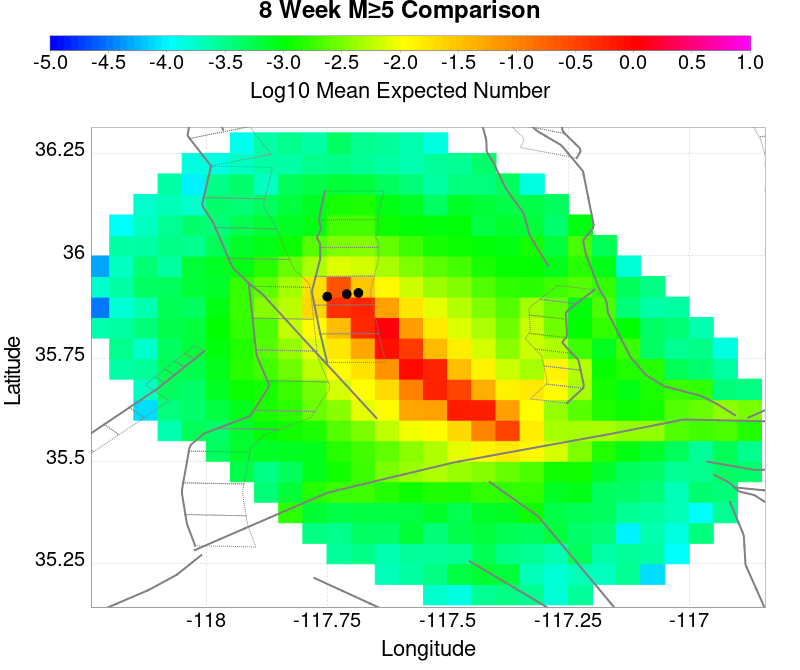 8 Week M≥5 Comparison
-5.0 -4.5 -4.0 -3.5 -3.0 -2.5 -2.0 -1.5 -1.0 -0.5 0.0 0.5 1.0
Log10 Mean Expected Number
36.25
36
35.75
35.5
35.25
Latitude
-118 -117.75 -117.5 -117.25 -117
Longitude